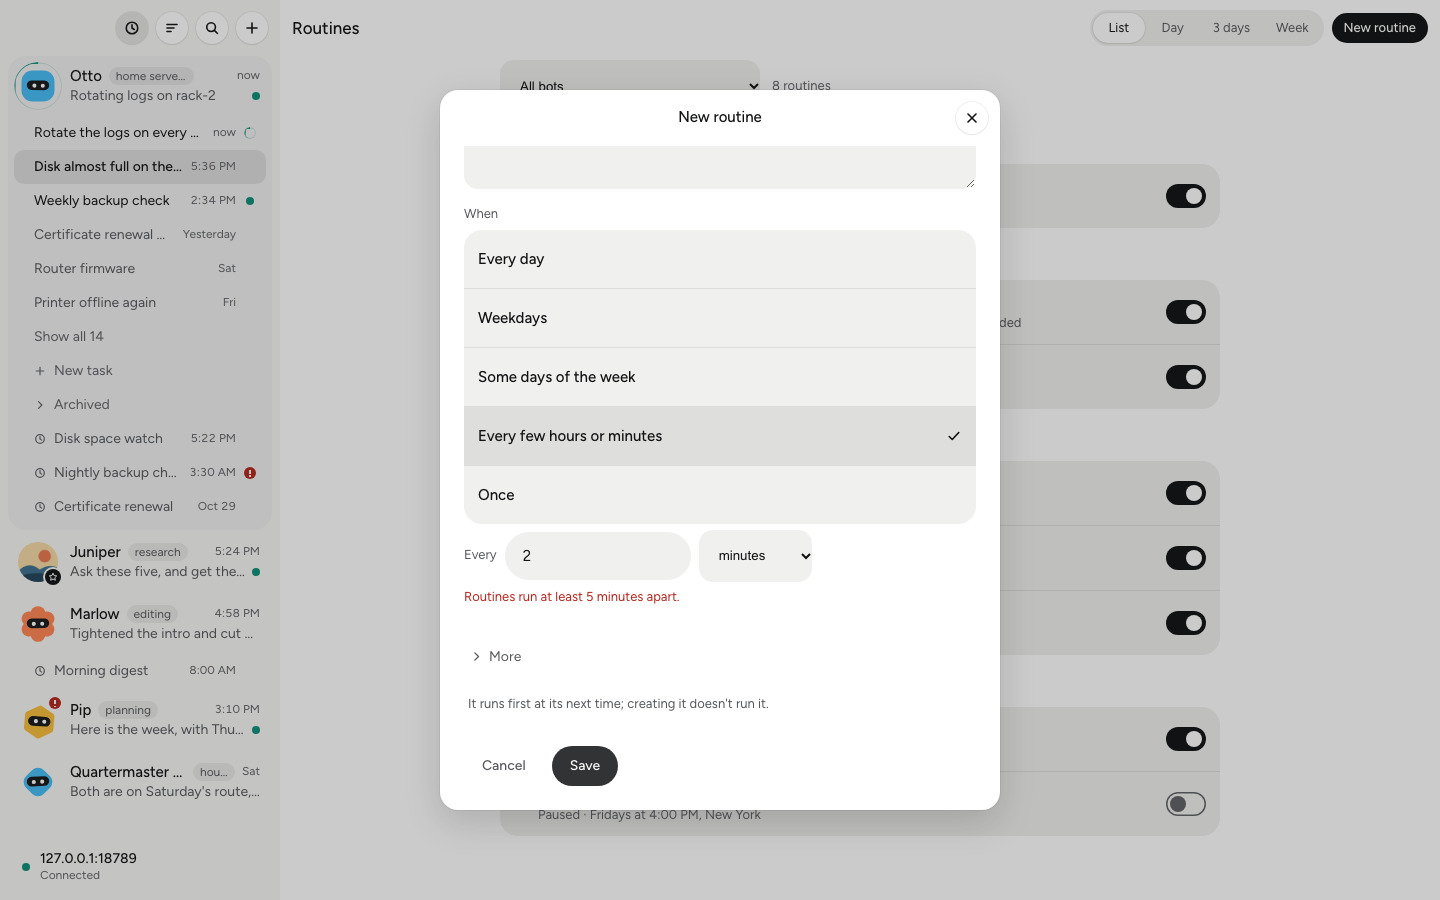 Routines
List
Day
3 days
Week
New routine
Otto
home serve...
now
Rotating logs on rack-2
Rotate the logs on every ...
now
Disk almost full on the...
5:36 PM
Weekly backup check
2:34 PM
Certificate renewal ...
Yesterday
Router firmware
Sat
Printer offline again
Fri
Show all 14
New task
Archived
Disk space watch
5:22 PM
Nightly backup ch...
3:30 AM
Certificate renewal
Oct 29
Juniper
research
5:24 PM
Ask these five, and get the...
Marlow
editing
4:58 PM
Tightened the intro and cut ...
Morning digest
8:00 AM
Pip
planning
3:10 PM
Here is the week, with Thu...
Quartermaster ...
hou...
Sat
Both are on Saturday's route,...
127.0.0.1:18789
Connected
All bots
8 routines
New routine
When
Every day
Weekdays
Some days of the week
Every few hours or minutes
Once
Every
2
minutes
Routines run at least 5 minutes apart.
More
It runs first at its next time; creating it doesn't run it.
Cancel
Save
Paused · Fridays at 4:00 PM, New York